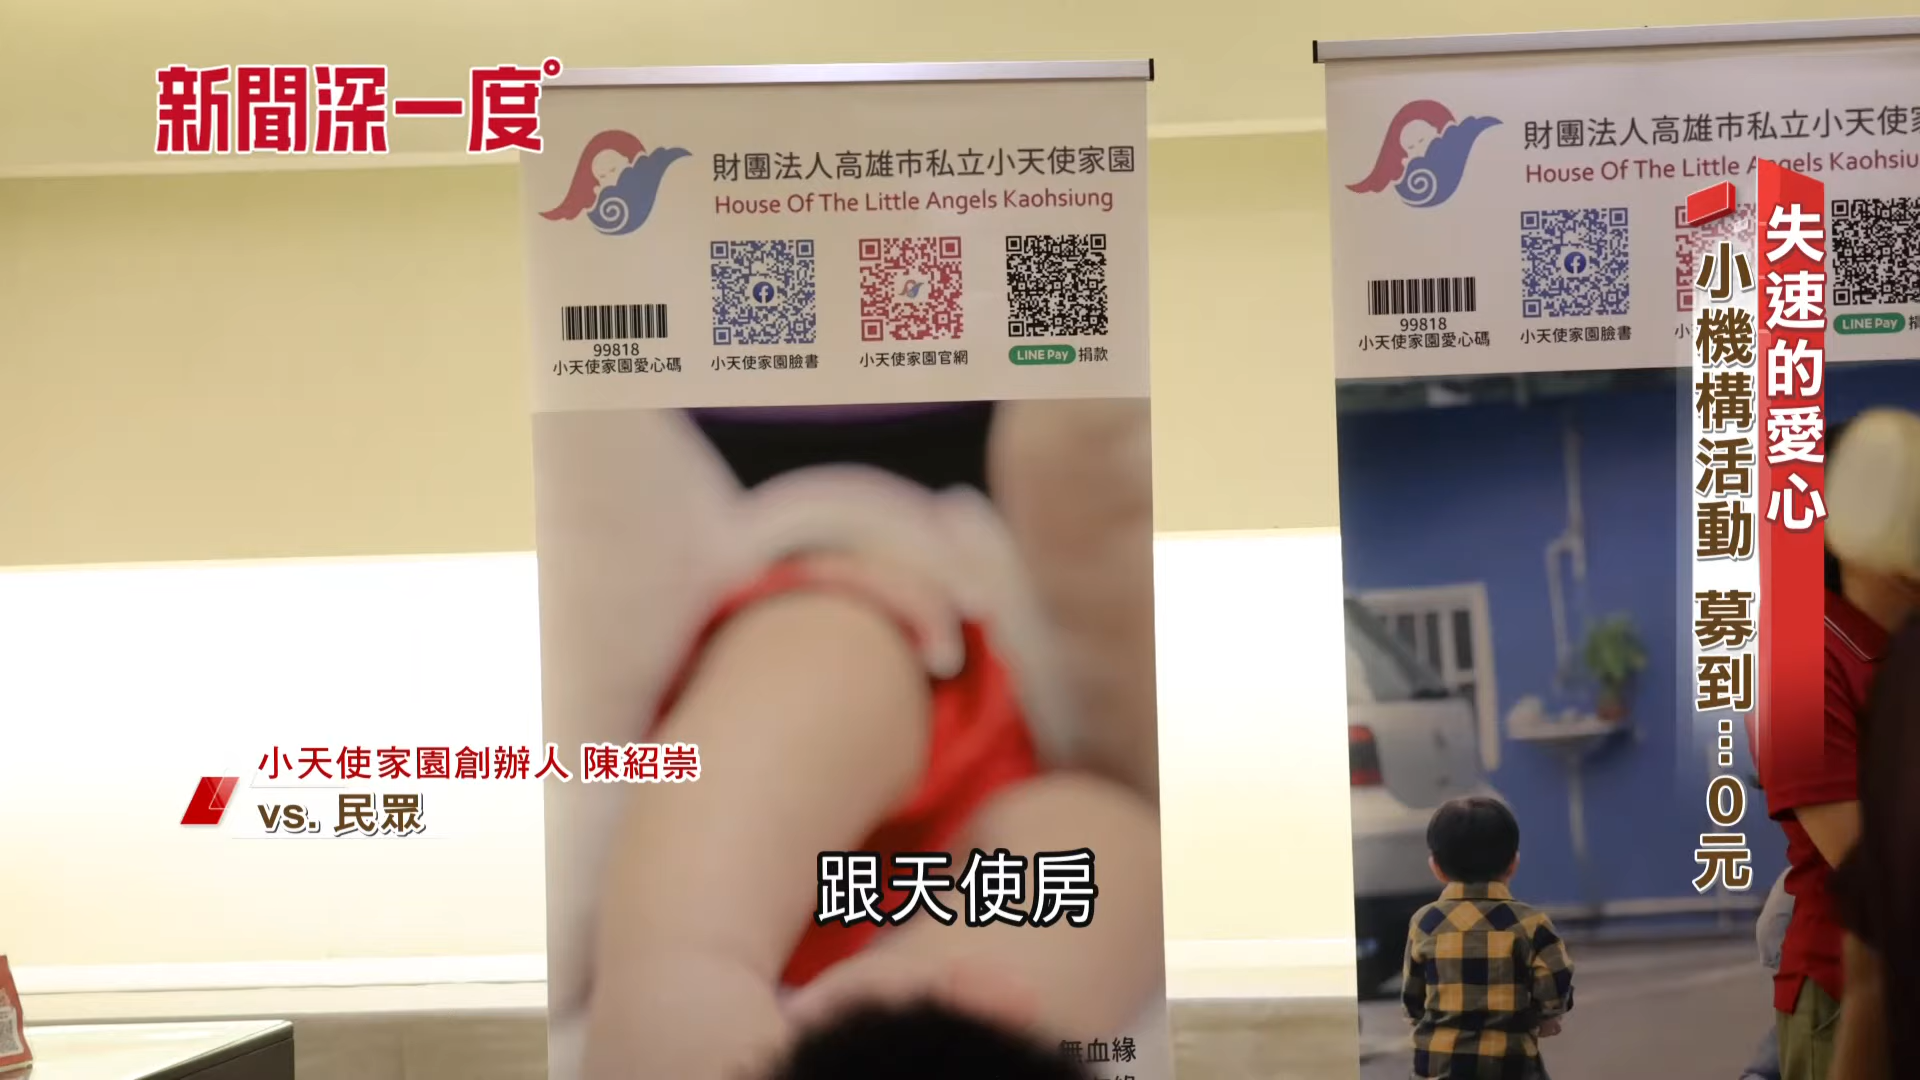 新聞深一度°
財團法人高雄市私立小天使家園
House Of The Little Angels Kaohsiung
99818
小天使家園愛心碼
小天使家園臉書
小天使家園官網
LINE Pay 捐款
財團法人高雄市私立小天使
House Of The Little Angels Kaohsiu
99818
小天使家園愛心碼
小天使家園臉書
LINE Pay
失速的愛心
小機構活動 募到…0元
小天使家園創辦人 陳紹崇
vs. 民眾
跟天使房
無血緣